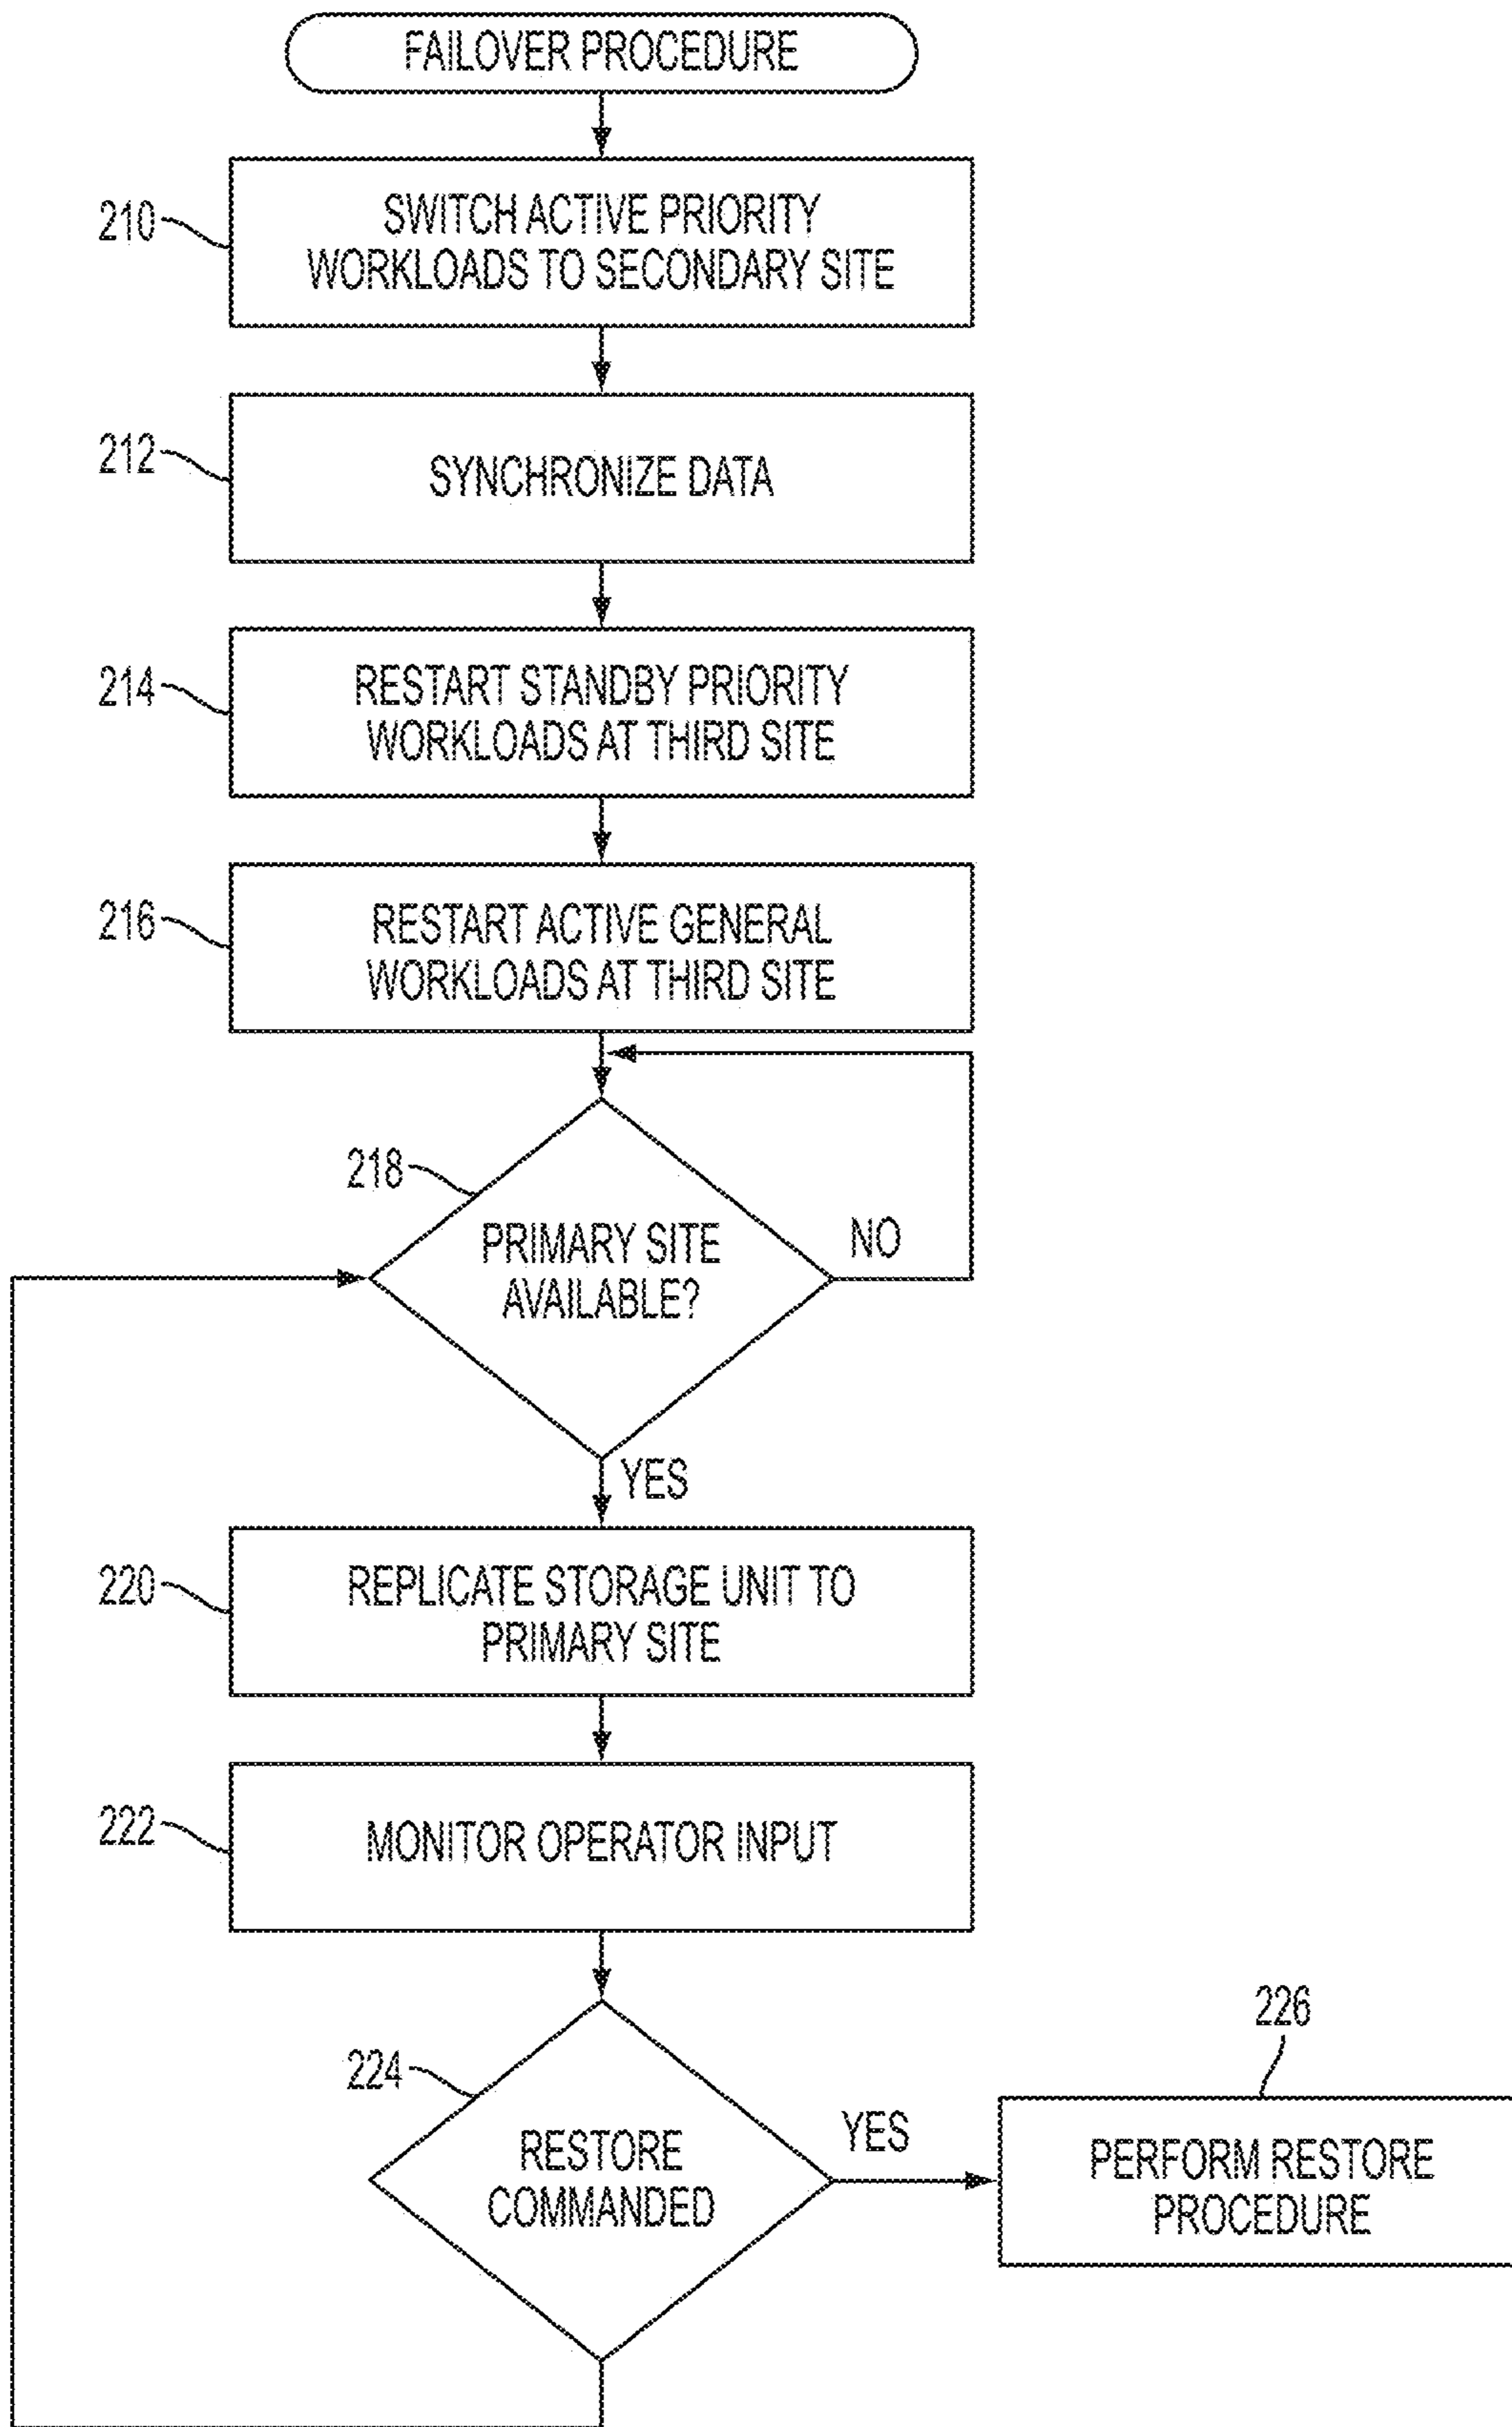 FAILOVER PROCEDURE
210
SWITCH ACTIVE PRIORITY
WORKLOADS TO SECONDARY SITE
212
SYNCHRONIZE DATA
214
RESTART STANDBY PRIORITY
WORKLOADS AT THIRD SITE
216
RESTART ACTIVE GENERAL
WORKLOADS AT THIRD SITE
218
PRIMARY SITE
AVAILABLE?
NO
YES
220
REPLICATE STORAGE UNIT TO
PRIMARY SITE
222
MONITOR OPERATOR INPUT
224
RESTORE
COMMANDED
YES
226
PERFORM RESTORE
PROCEDURE